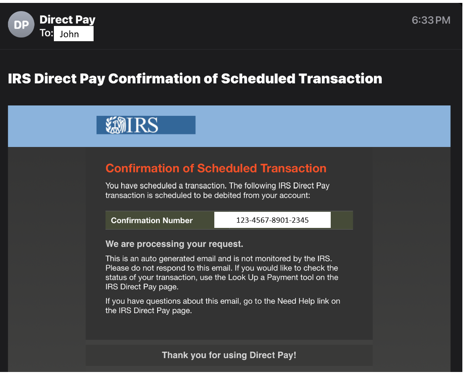 DP
Direct Pay
6:33 PM
To: John
IRS Direct Pay Confirmation of Scheduled Transaction
IRS
Confirmation of Scheduled Transaction
You have scheduled a transaction. The following IRS Direct Pay
transaction is scheduled to be debited from your account:
Confirmation Number 123-4567-8901-2345
We are processing your request.
This is an auto generated email and is not monitored by the IRS.
Please do not respond to this email. If you would like to check the
status of your transaction, use the Look Up a Payment tool on the
IRS Direct Pay page.
If you have questions about this email, go to the Need Help link on
the IRS Direct Pay page.
Thank you for using Direct Pay!